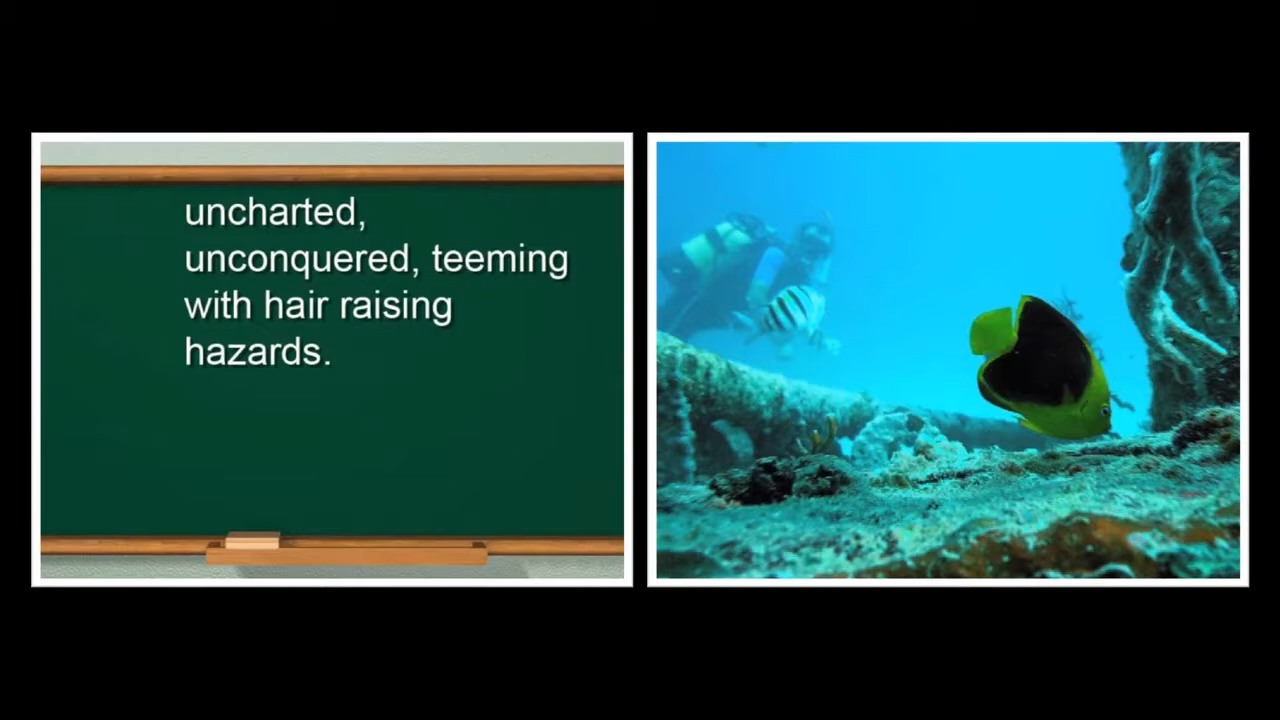 uncharted,
unconquered, teeming
with hair raising
hazards.